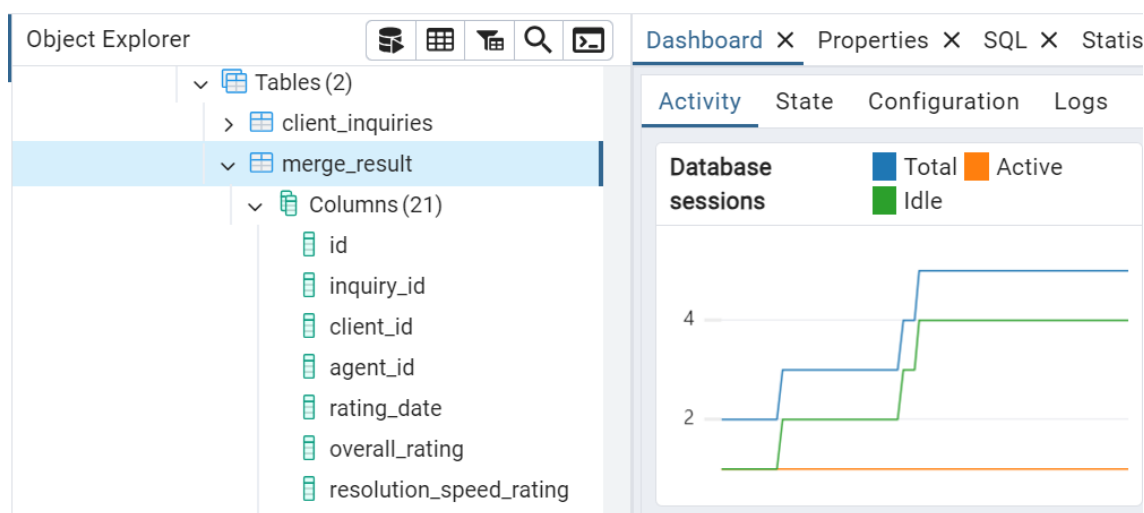 Object Explorer
Dashboard X Properties X SQL X Statis
Tables (2)
client_inquiries
merge_result
Columns (21)
id
inquiry_id
client_id
agent_id
rating_date
overall_rating
resolution_speed_rating
Activity State Configuration Logs
Database sessions
Total Active
Idle
4
2